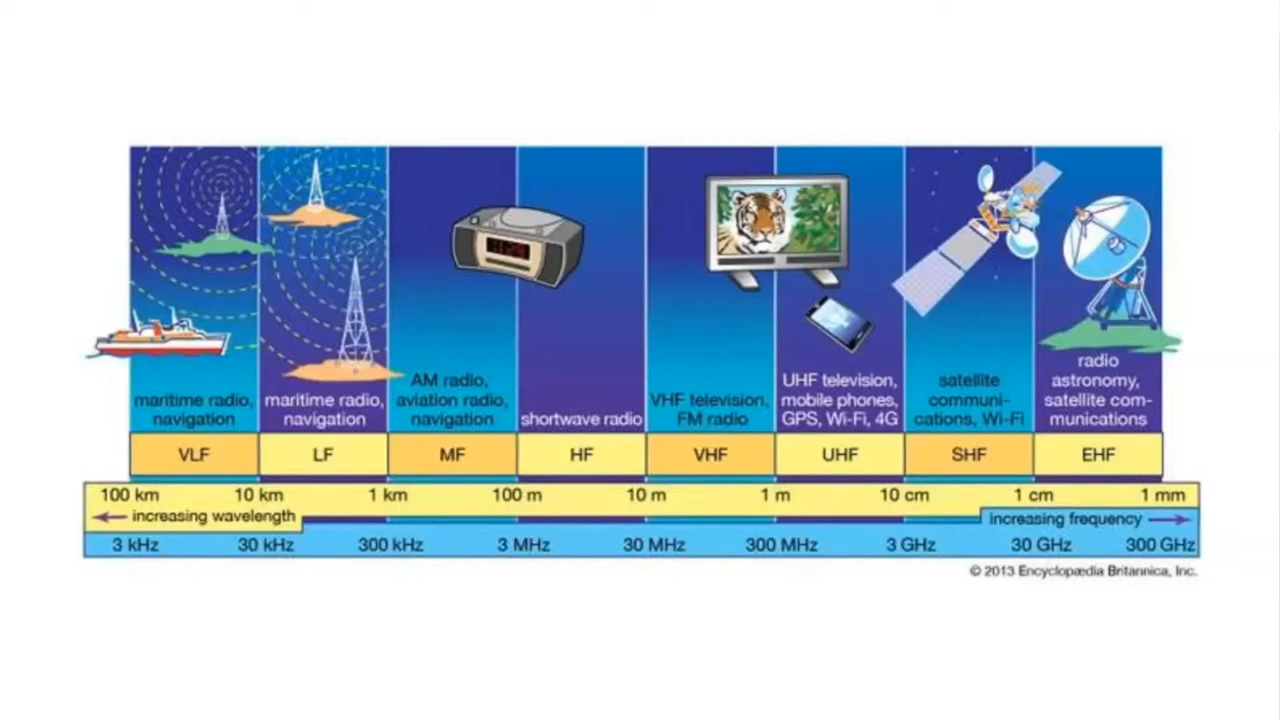 maritime radio,
navigation
maritime radio,
navigation
AM radio,
aviation radio,
navigation
shortwave radio
VHF television,
FM radio
UHF television,
mobile phones,
GPS, Wi-Fi, 4G
satellite
communi-
cations, Wi-Fi
radio
astronomy,
satellite com-
munications
VLF LF MF HF VHF UHF SHF EHF
100 km 10 km 1 km 100 m 10 m 1 m 10 cm 1 cm 1 mm
increasing wavelength increasing frequency
3 kHz 30 kHz 300 kHz 3 MHz 30 MHz 300 MHz 3 GHz 30 GHz 300 GHz
© 2013 Encyclopædia Britannica, Inc.